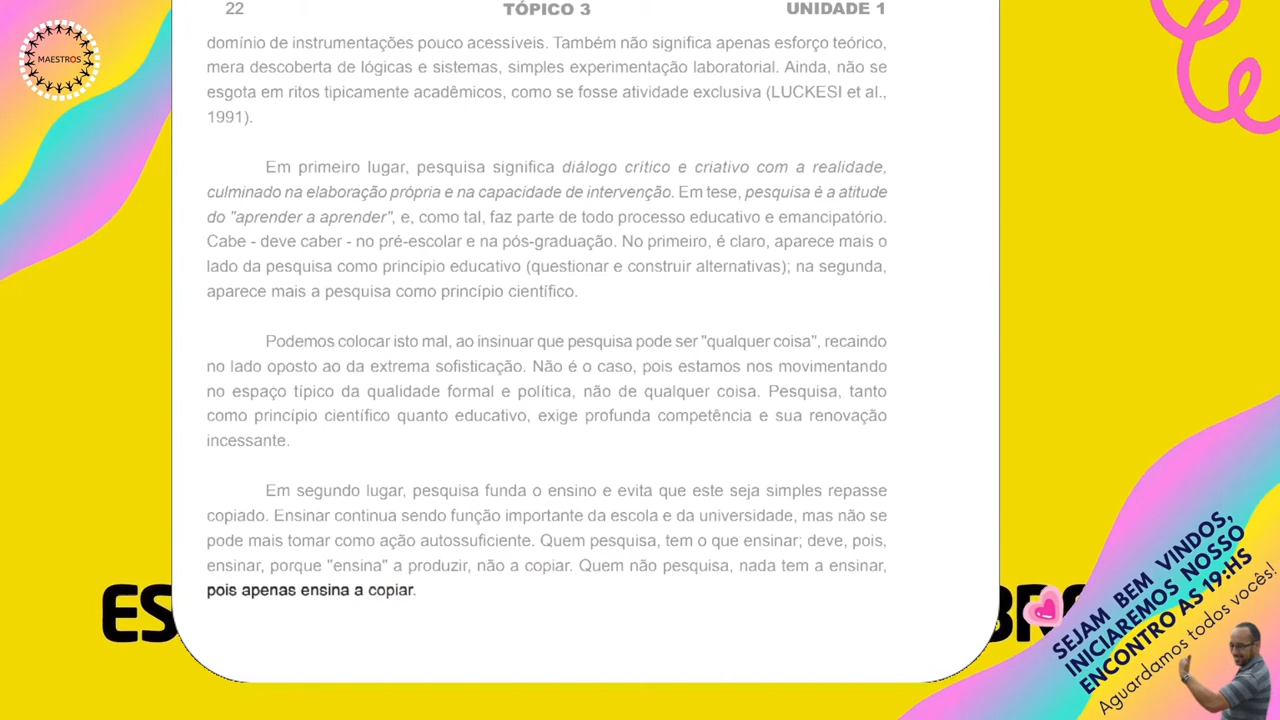 MAESTROS
22 TÓPICO 3 UNIDADE 1
domínio de instrumentações pouco acessíveis. Também não significa apenas esforço teórico,
mera descoberta de lógicas e sistemas, simples experimentação laboratorial. Ainda, não se
esgota em ritos tipicamente acadêmicos, como se fosse atividade exclusiva (LUCKESI et al.,
1991).
Em primeiro lugar, pesquisa significa diálogo crítico e criativo com a realidade,
culminado na elaboração própria e na capacidade de intervenção. Em tese, pesquisa é a atitude
do "aprender a aprender", e, como tal, faz parte de todo processo educativo e emancipatório.
Cabe - deve caber - no pré-escolar e na pós-graduação. No primeiro, é claro, aparece mais o
lado da pesquisa como princípio educativo (questionar e construir alternativas); na segunda,
aparece mais a pesquisa como princípio científico.
Podemos colocar isto mal, ao insinuar que pesquisa pode ser "qualquer coisa", recaindo
no lado oposto ao da extrema sofisticação. Não é o caso, pois estamos nos movimentando
no espaço típico da qualidade formal e política, não de qualquer coisa. Pesquisa, tanto
como princípio científico quanto educativo, exige profunda competência e sua renovação
incessante.
Em segundo lugar, pesquisa funda o ensino e evita que este seja simples repasse
copiado. Ensinar continua sendo função importante da escola e da universidade, mas não se
pode mais tomar como ação autossuficiente. Quem pesquisa, tem o que ensinar; deve, pois,
ensinar, porque "ensina" a produzir, não a copiar. Quem não pesquisa, nada tem a ensinar,
pois apenas ensina a copiar.
ES
SEJAM BEM VINDOS,
INICIAREMOS NOSSO
ENCONTRO AS 19:HS
Aguardamos todos vocês!